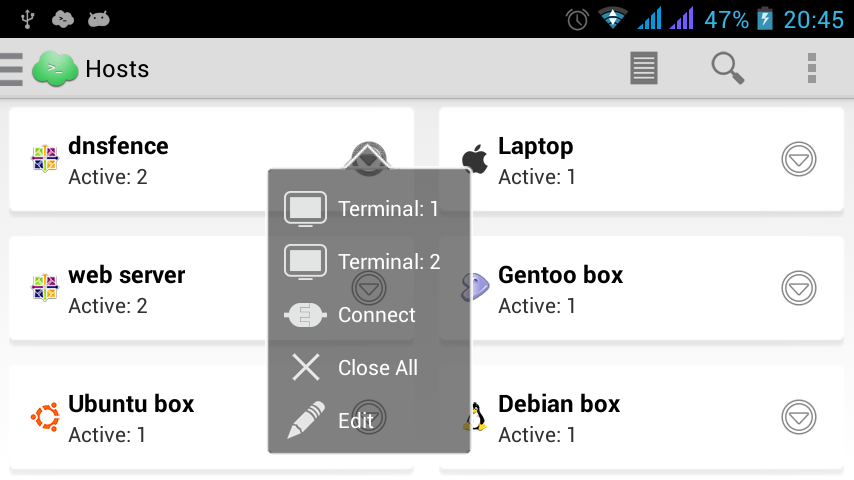 47% 20:45
>_ Hosts
dnsfence
Active: 2
Laptop
Active: 1
Terminal: 1
Terminal: 2
Connect
Close All
Edit
web server
Active: 2
Gentoo box
Active: 1
Ubuntu box
Active: 1
Debian box
Active: 1